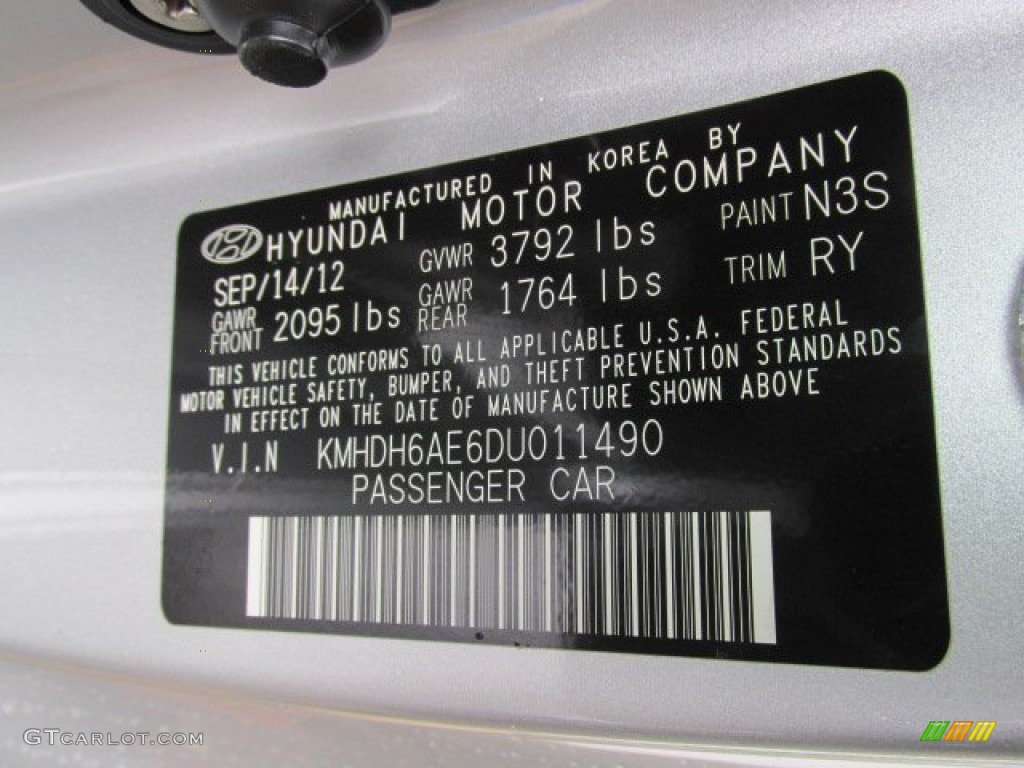 MANUFACTURED IN KOREA BY
HYUNDAI MOTOR COMPANY
SEP/14/12 GVWR 3792 lbs PAINT N3S
GAWR FRONT 2095 lbs GAWR REAR 1764 lbs TRIM RY
THIS VEHICLE CONFORMS TO ALL APPLICABLE U.S.A. FEDERAL
MOTOR VEHICLE SAFETY, BUMPER, AND THEFT PREVENTION STANDARDS
IN EFFECT ON THE DATE OF MANUFACTURE SHOWN ABOVE
V.I.N KMHDH6AE6DU011490
PASSENGER CAR
GTCARLOT.COM